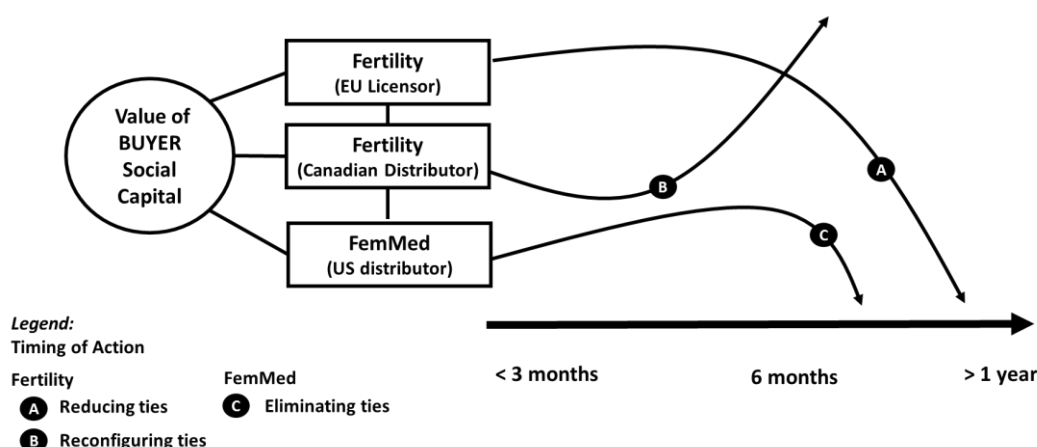 Value of
BUYER
Social
Capital
Fertility
(EU Licensor)
Fertility
(Canadian Distributor)
FemMed
(US distributor)
A
B
C
< 3 months
6 months
> 1 year
Legend:
Timing of Action
Fertility
A Reducing ties
B Reconfiguring ties
FemMed
C Eliminating ties